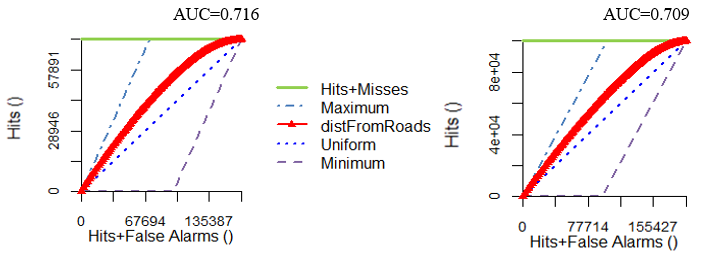 AUC=0.716
Hits ()
57891
28946
0
0
67694
135387
Hits+False Alarms ()
Hits+Misses
Maximum
distFromRoads
Uniform
Minimum
AUC=0.709
Hits ()
8e+04
4e+04
0
0
77714
155427
Hits+False Alarms ()